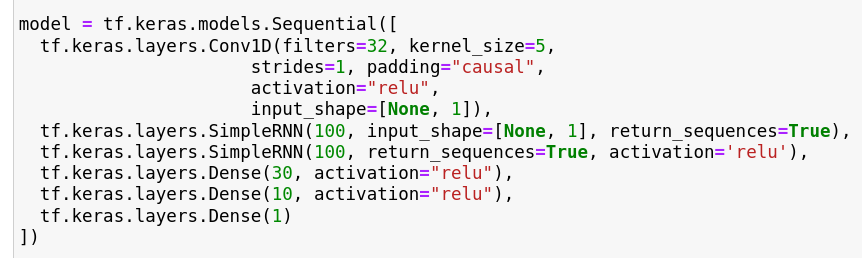 model = tf.keras.models.Sequential([
  tf.keras.layers.Conv1D(filters=32, kernel_size=5,
                      strides=1, padding="causal",
                      activation="relu",
                      input_shape=[None, 1]),
  tf.keras.layers.SimpleRNN(100, input_shape=[None, 1], return_sequences=True),
  tf.keras.layers.SimpleRNN(100, return_sequences=True, activation='relu'),
  tf.keras.layers.Dense(30, activation="relu"),
  tf.keras.layers.Dense(10, activation="relu"),
  tf.keras.layers.Dense(1)
])